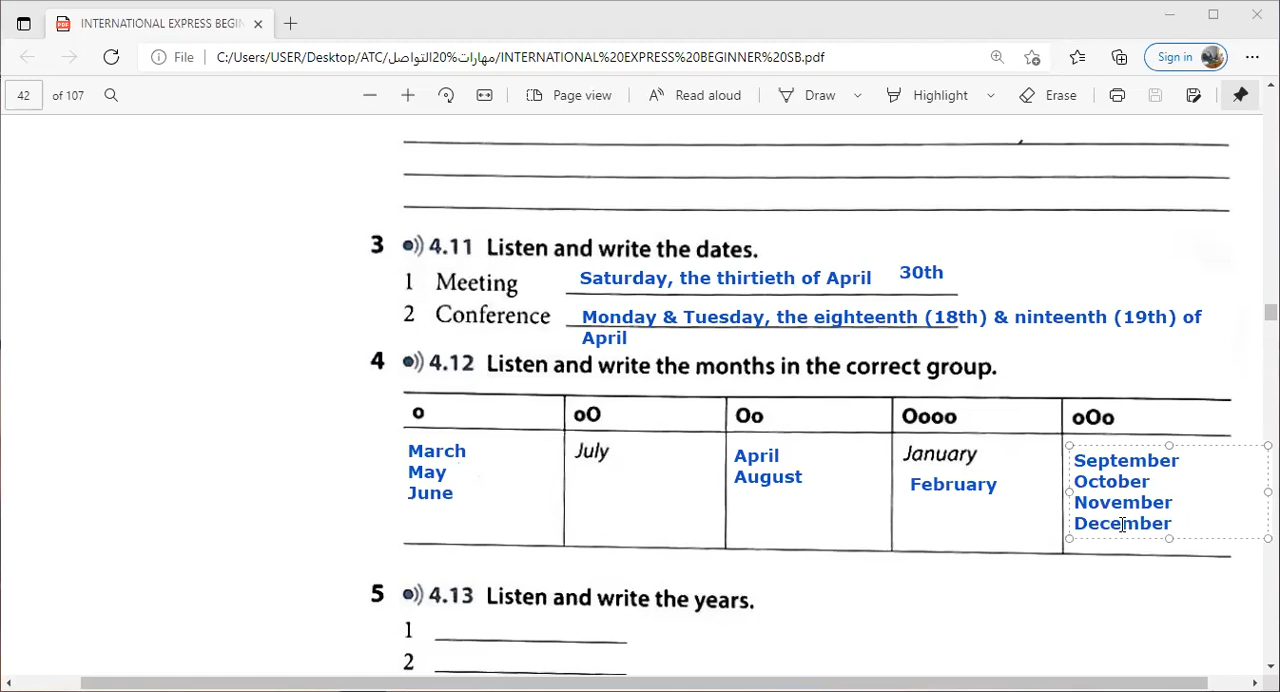 INTERNATIONAL EXPRESS BEGIN
File C:/Users/USER/Desktop/ATC/مهارات%20التواصل/INTERNATIONAL%20EXPRESS%20BEGINNER%20SB.pdf Sign in
42 of 107 Page view Read aloud Draw Highlight Erase
3 4.11 Listen and write the dates.
1 Meeting Saturday, the thirtieth of April 30th
2 Conference Monday & Tuesday, the eighteenth (18th) & ninteenth (19th) of
April
4 4.12 Listen and write the months in the correct group.
o oO Oo Oooo oOo
March July April January September
May August February October
June November
December
5 4.13 Listen and write the years.
1
2